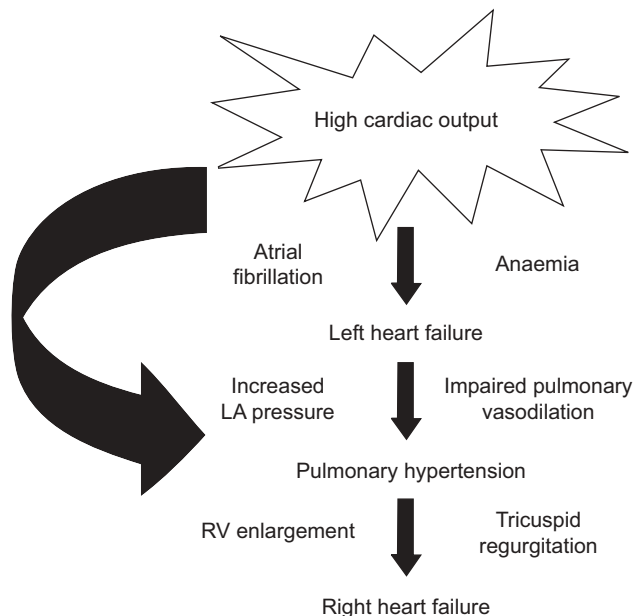 High cardiac output
Atrial
fibrillation
Anaemia
Left heart failure
Increased
LA pressure
Impaired pulmonary
vasodilation
Pulmonary hypertension
RV enlargement
Tricuspid
regurgitation
Right heart failure